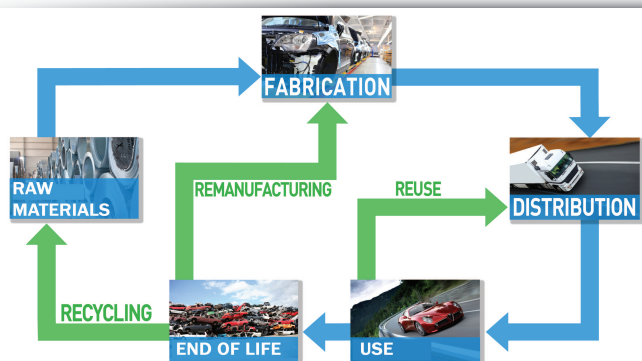 FABRICATION
RAW
MATERIALS
REMANUFACTURING
REUSE
DISTRIBUTION
RECYCLING
END OF LIFE
USE